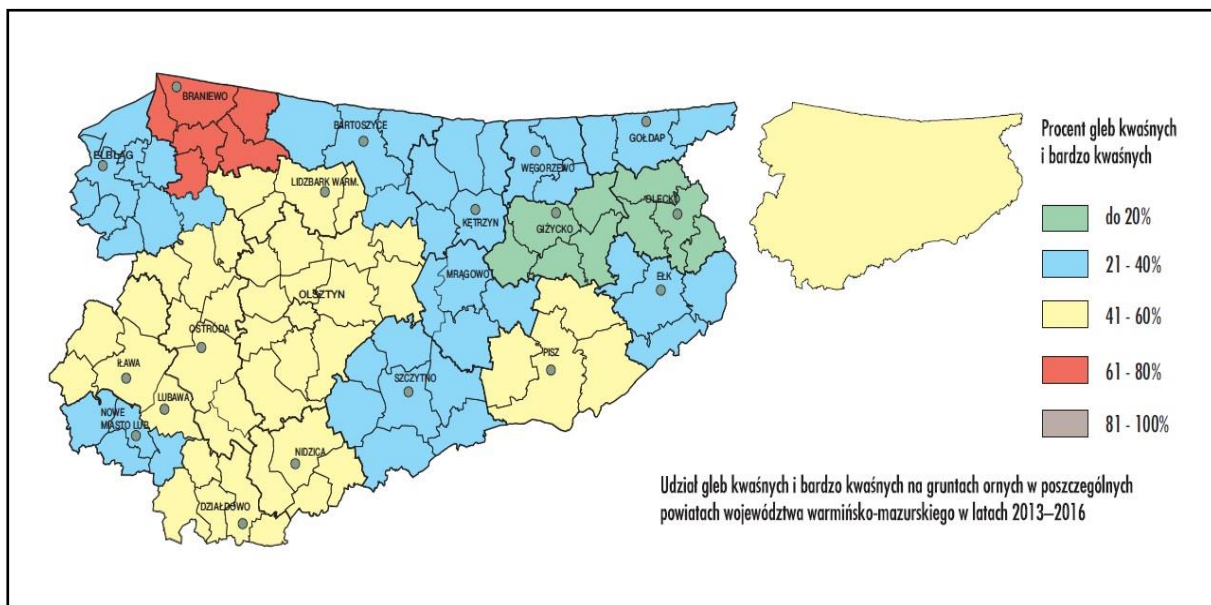 BRANIEWO
GOŁDAP
BARTOSZYCE
ELBLĄG
WĘGORZEWO
LIDZBARK WARM.
OLECKO
KĘTRZYN
GIŻYCKO
MRĄGOWO
EŁK
OLSZTYN
OSTRÓDA
PISZ
IŁAWA
SZCZYTNO
LUBAWA
NOWE
MIASTO LUB.
NIDZICA
DZIAŁDOWO
Procent gleb kwaśnych
i bardzo kwaśnych
do 20%
21 - 40%
41 - 60%
61 - 80%
81 - 100%
Udział gleb kwaśnych i bardzo kwaśnych na gruntach ornych w poszczególnych
powiatach województwa warmińsko-mazurskiego w latach 2013–2016